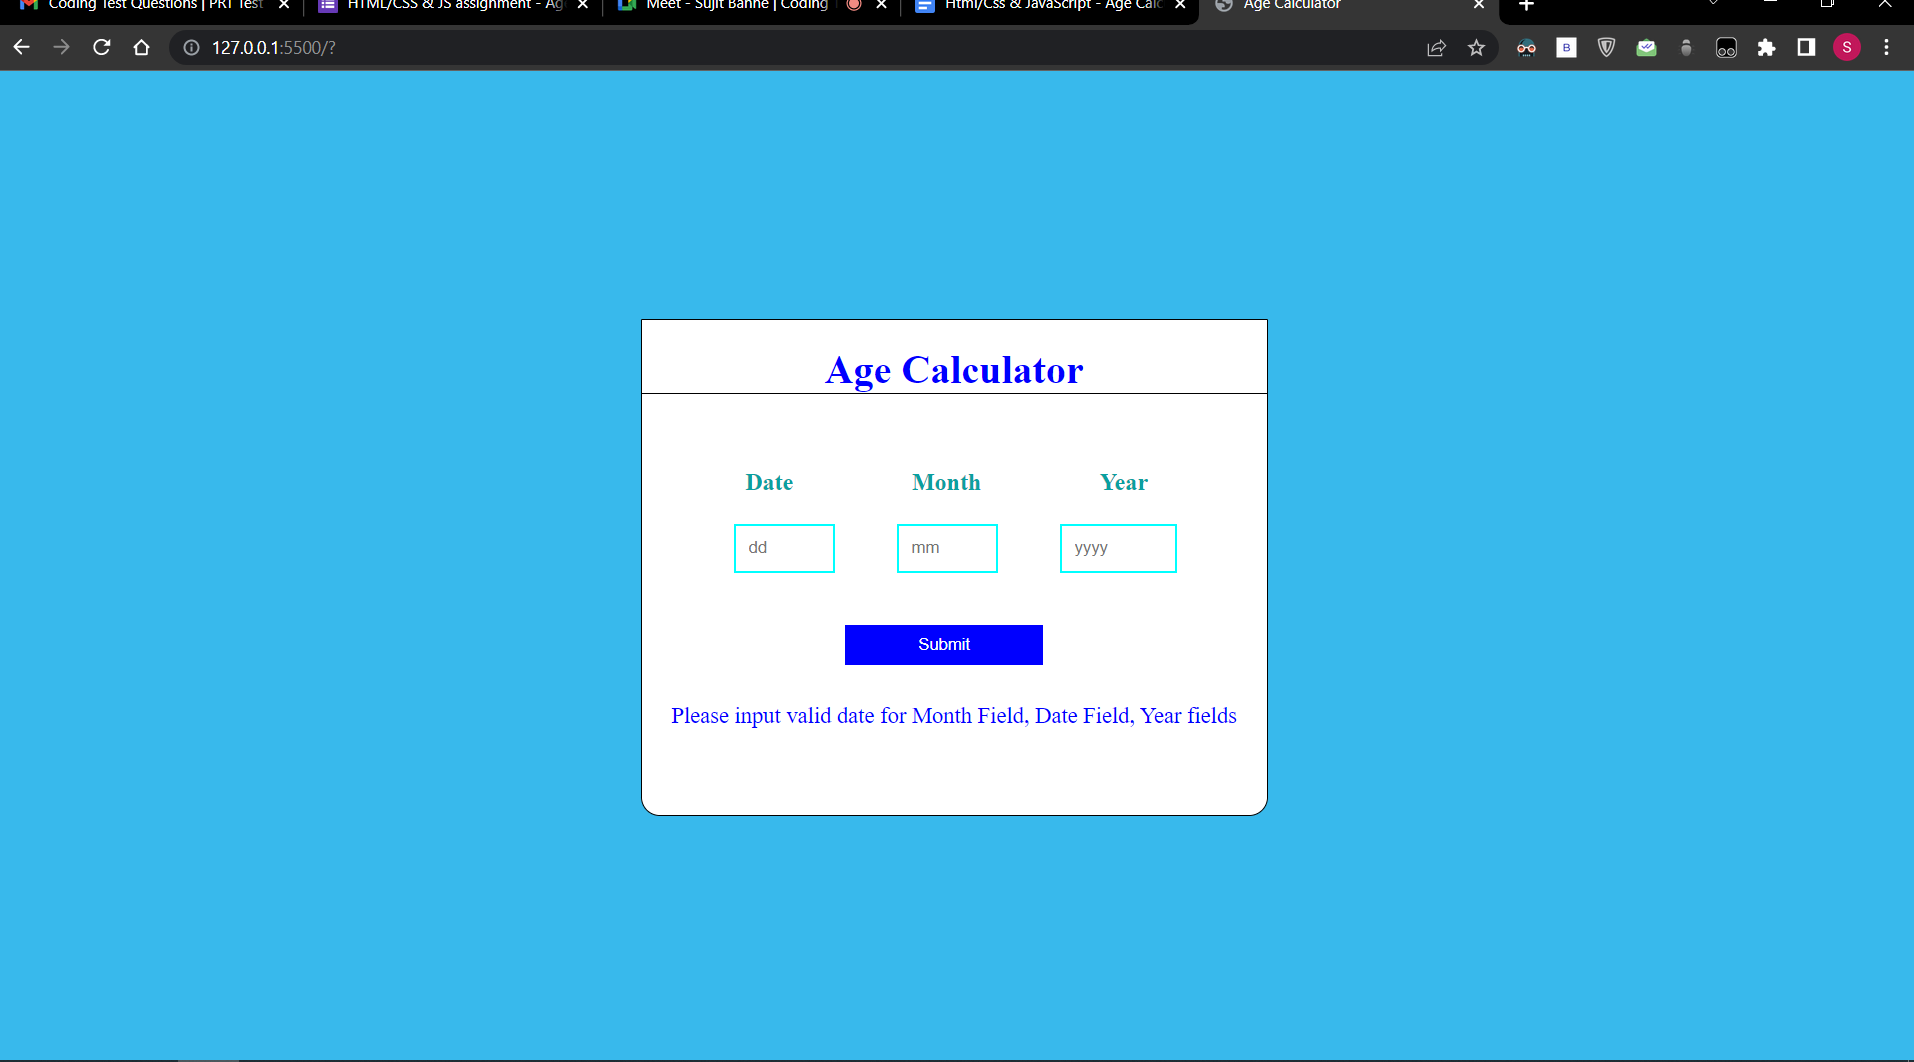 Coding Test Questions | PRT Test
HTML/CSS & JS assignment - Ag
Meet - Sujit Banne | Coding
Html/Css & JavaScript - Age Calc
Age Calculator
127.0.0.1:5500/?
B
S
Age Calculator
Date Month Year
dd mm yyyy
Submit
Please input valid date for Month Field, Date Field, Year fields